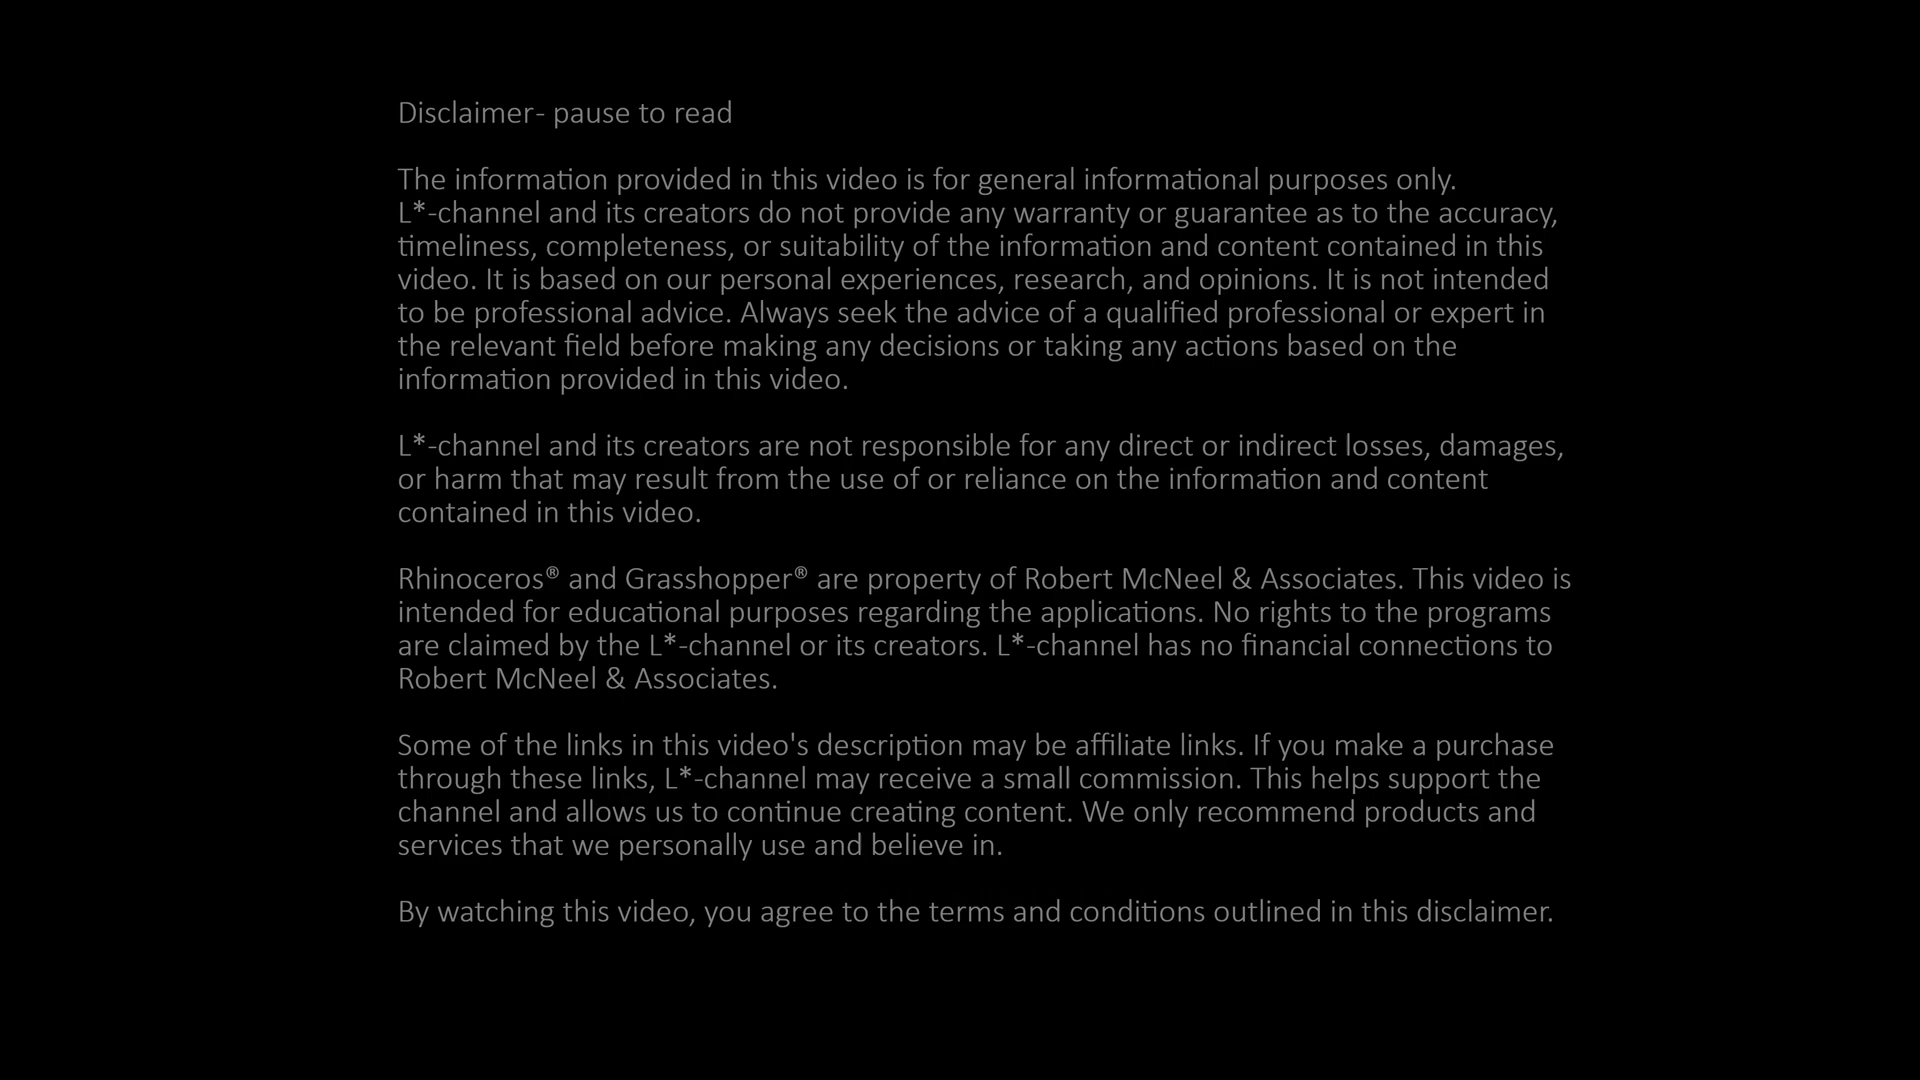 Disclaimer- pause to read
The information provided in this video is for general informational purposes only.
L*-channel and its creators do not provide any warranty or guarantee as to the accuracy,
timeliness, completeness, or suitability of the information and content contained in this
video. It is based on our personal experiences, research, and opinions. It is not intended
to be professional advice. Always seek the advice of a qualified professional or expert in
the relevant field before making any decisions or taking any actions based on the
information provided in this video.
L*-channel and its creators are not responsible for any direct or indirect losses, damages,
or harm that may result from the use of or reliance on the information and content
contained in this video.
Rhinoceros® and Grasshopper® are property of Robert McNeel & Associates. This video is
intended for educational purposes regarding the applications. No rights to the programs
are claimed by the L*-channel or its creators. L*-channel has no financial connections to
Robert McNeel & Associates.
Some of the links in this video's description may be affiliate links. If you make a purchase
through these links, L*-channel may receive a small commission. This helps support the
channel and allows us to continue creating content. We only recommend products and
services that we personally use and believe in.
By watching this video, you agree to the terms and conditions outlined in this disclaimer.